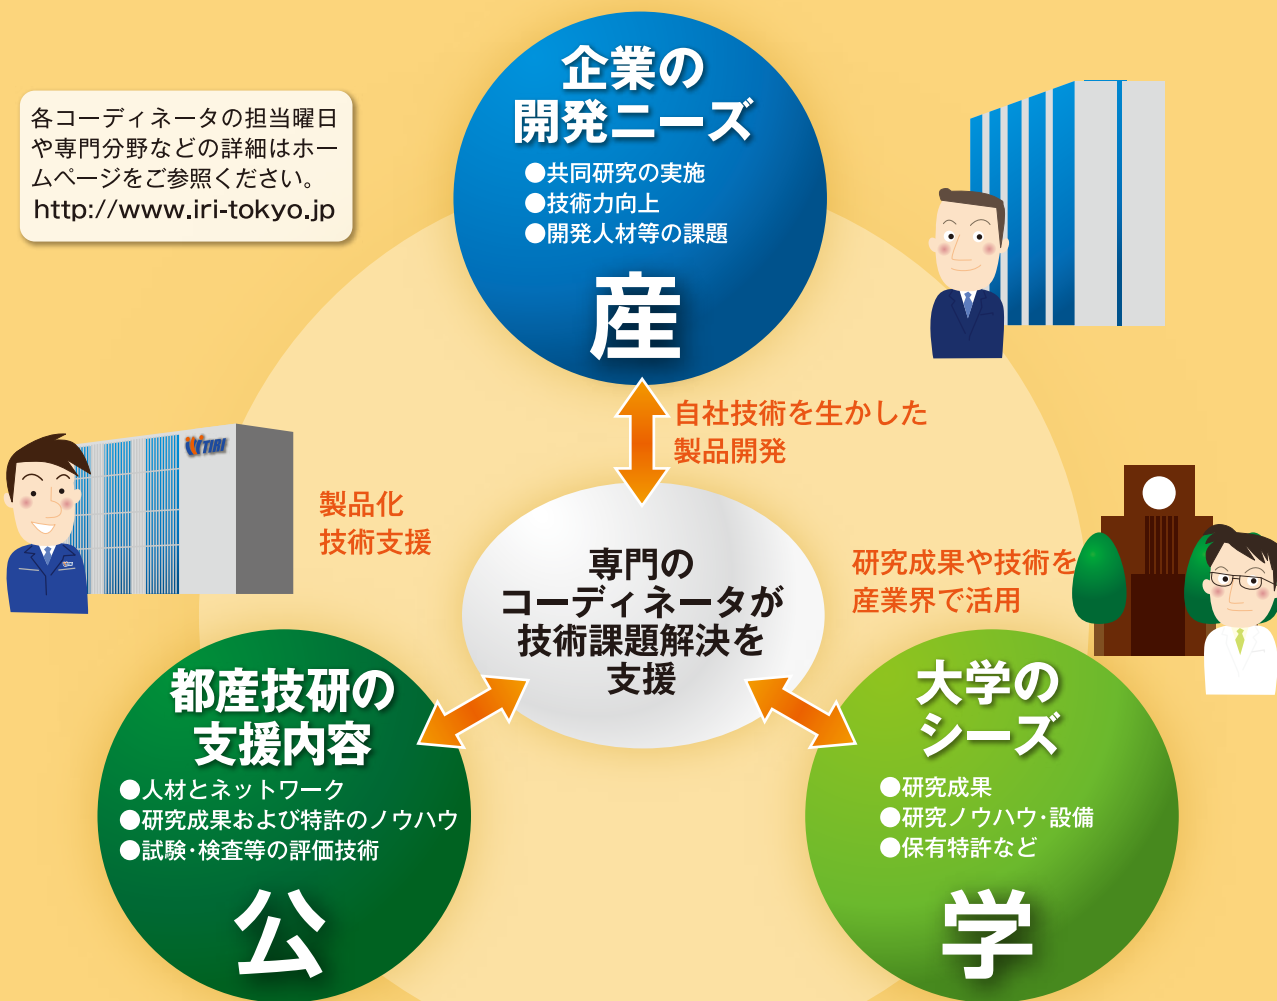 企業の
開発ニーズ
●共同研究の実施
●技術力向上
●開発人材等の課題
産
各コーディネータの担当曜日
や専門分野などの詳細はホー
ムページをご参照ください。
http://www.iri-tokyo.jp
自社技術を生かした
製品開発
TIRI
製品化
技術支援
専門の
コーディネータが
技術課題解決を
支援
研究成果や技術を
産業界で活用
都産技研の
支援内容
●人材とネットワーク
●研究成果および特許のノウハウ
●試験・検査等の評価技術
公
大学の
シーズ
●研究成果
●研究ノウハウ・設備
●保有特許など
学